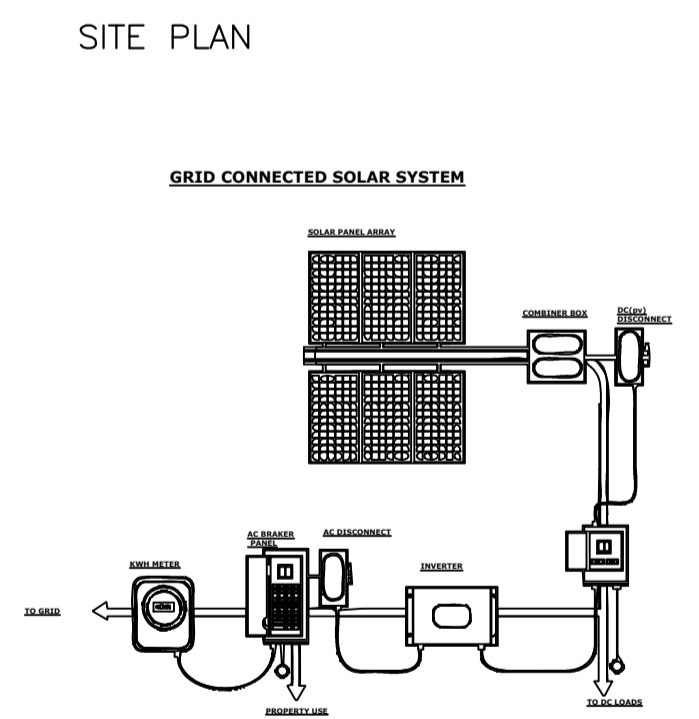 SITE PLAN
GRID CONNECTED SOLAR SYSTEM
SOLAR PANEL ARRAY
COMBINER BOX
DC(pv)
DISCONNECT
AC BRAKER
PANEL
AC DISCONNECT
KWH METER
INVERTER
TO GRID
TO DC LOADS
PROPERTY USE